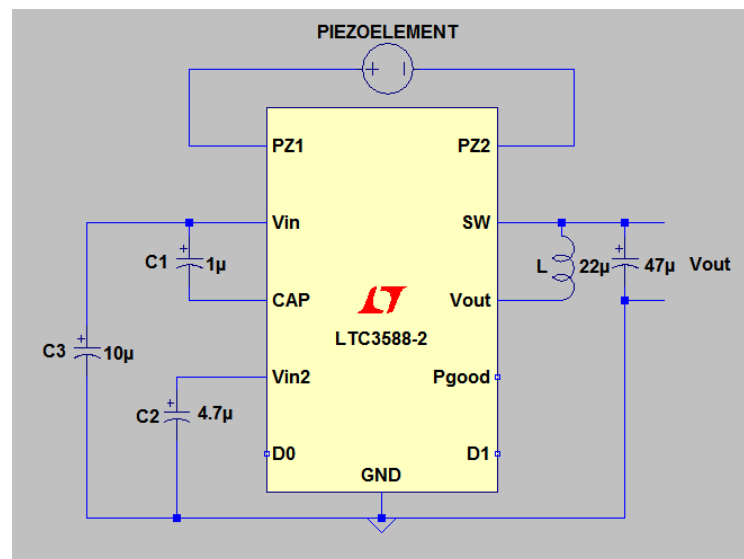 PIEZOELEMENT
+
PZ1
PZ2
Vin
SW
+
C1
1µ
+
L
22µ
47µ
Vout
CAP
Vout
LTC3588-2
+
C3
10µ
Vin2
Pgood
+
C2
4.7µ
D0
D1
GND